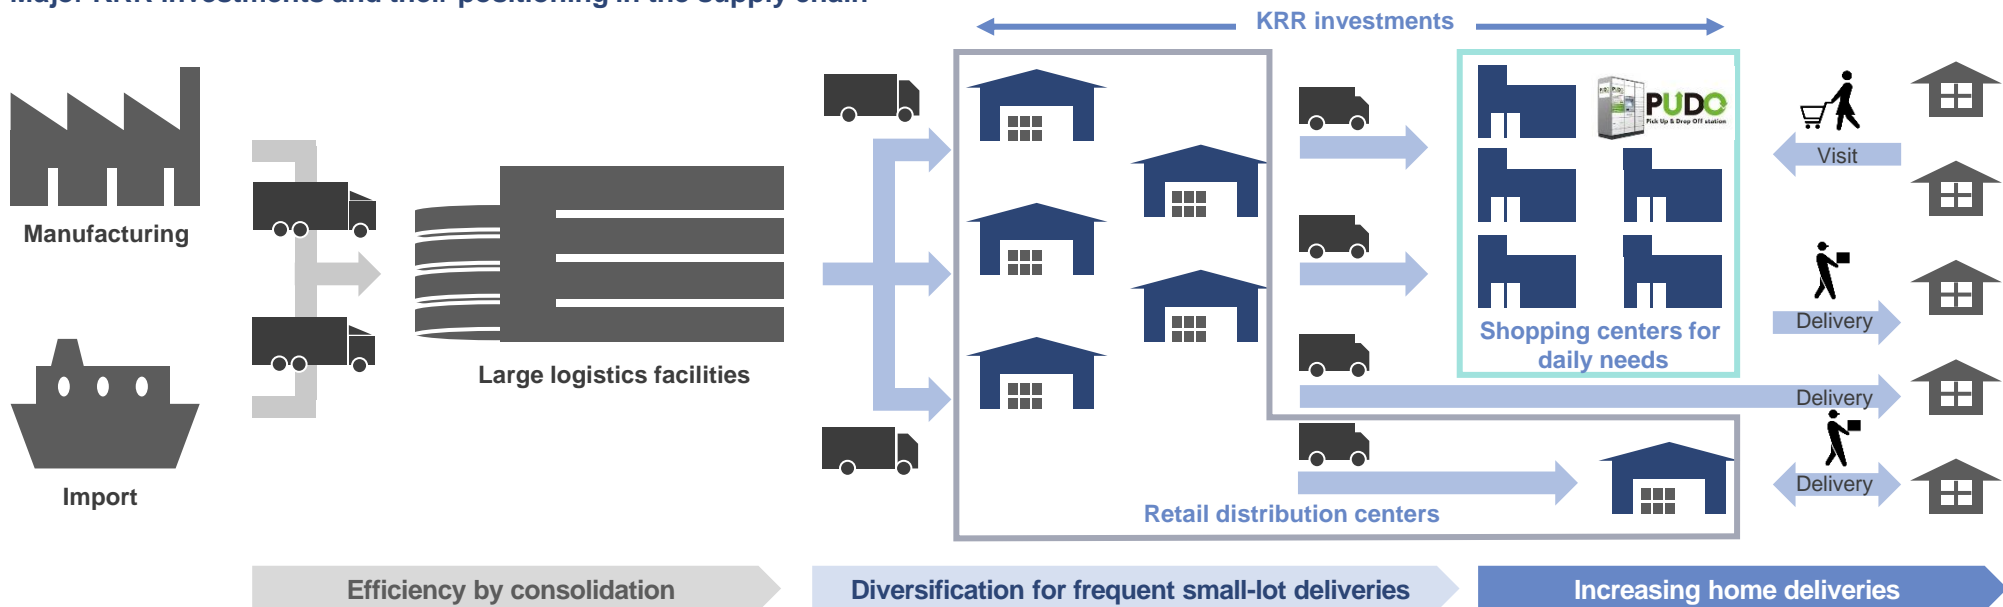 Major KRR investments and their positioning in the supply chain
KRR investments
Manufacturing
Import
Large logistics facilities
PUDO
Pick Up & Drop Off station
Shopping centers for
daily needs
Retail distribution centers
Visit
Delivery
Delivery
Delivery
Efficiency by consolidation
Diversification for frequent small-lot deliveries
Increasing home deliveries